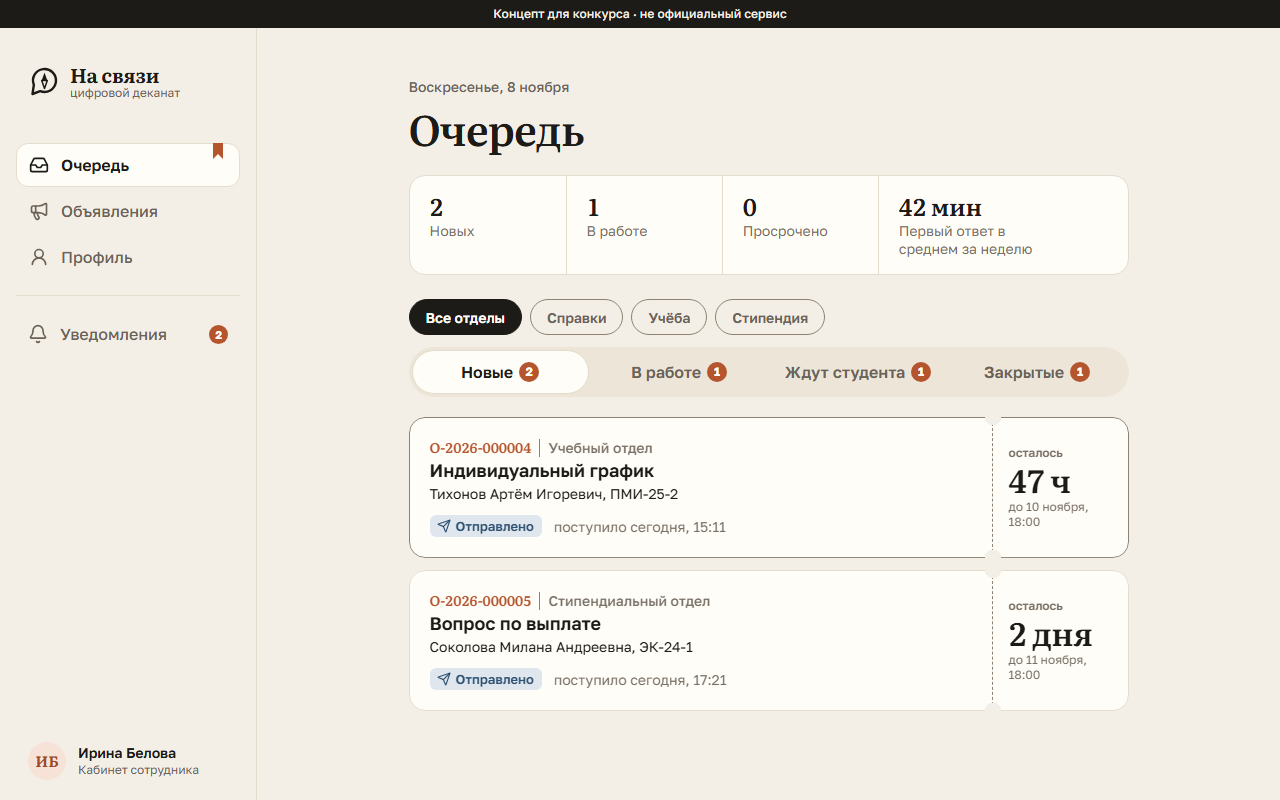 Концепт для конкурса · не официальный сервис
На связи
цифровой деканат
Очередь
Объявления
Профиль
Уведомления 2
ИБ
Ирина Белова
Кабинет сотрудника
Воскресенье, 8 ноября
Очередь
2
Новых
1
В работе
0
Просрочено
42 мин
Первый ответ в
среднем за неделю
Все отделы
Справки
Учёба
Стипендия
Новые 2
В работе 1
Ждут студента 1
Закрытые 1
О-2026-000004 Учебный отдел
Индивидуальный график
Тихонов Артём Игоревич, ПМИ-25-2
Отправлено поступило сегодня, 15:11
осталось
47 ч
до 10 ноября,
18:00
О-2026-000005 Стипендиальный отдел
Вопрос по выплате
Соколова Милана Андреевна, ЭК-24-1
Отправлено поступило сегодня, 17:21
осталось
2 дня
до 11 ноября,
18:00